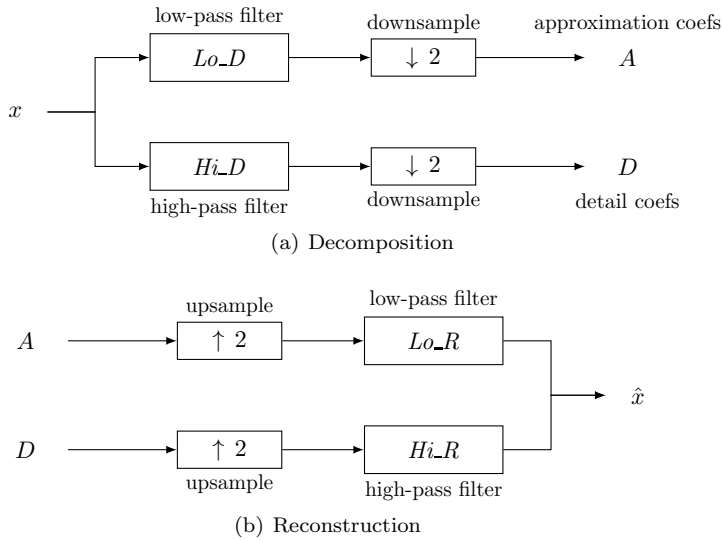 low-pass filter
downsample
approximation coefs
Lo_D
↓ 2
A
x
Hi_D
↓ 2
D
high-pass filter
downsample
detail coefs
(a) Decomposition
upsample
low-pass filter
A
↑ 2
Lo_R
x̂
D
↑ 2
Hi_R
upsample
high-pass filter
(b) Reconstruction